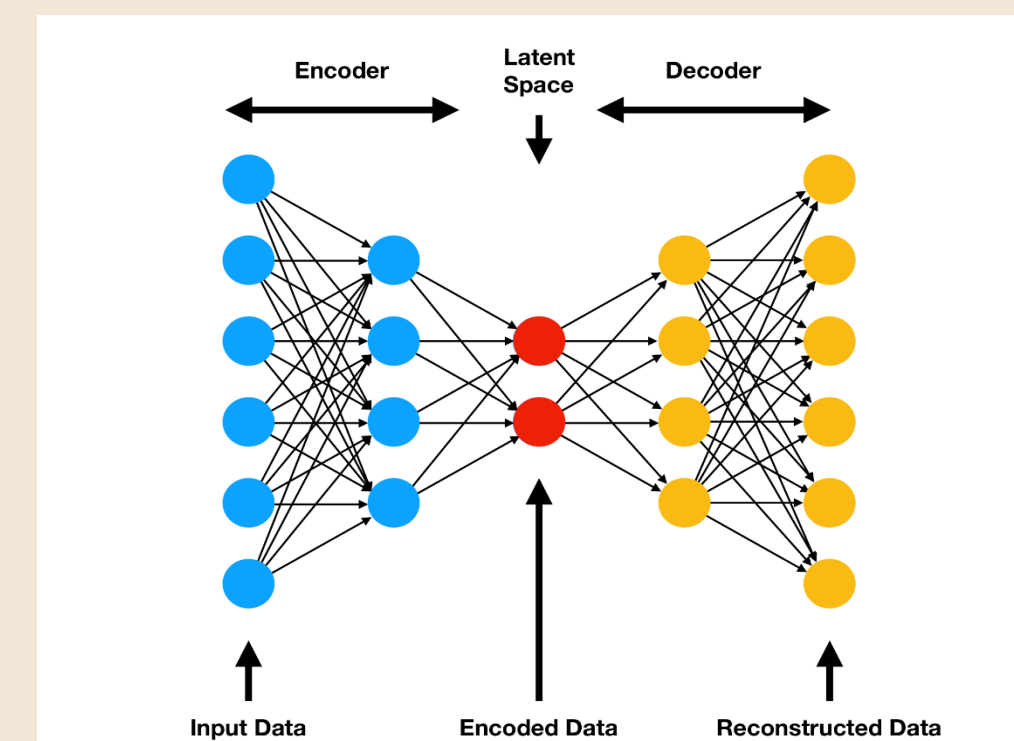 Encoder
Latent
Space
Decoder
Input Data
Encoded Data
Reconstructed Data